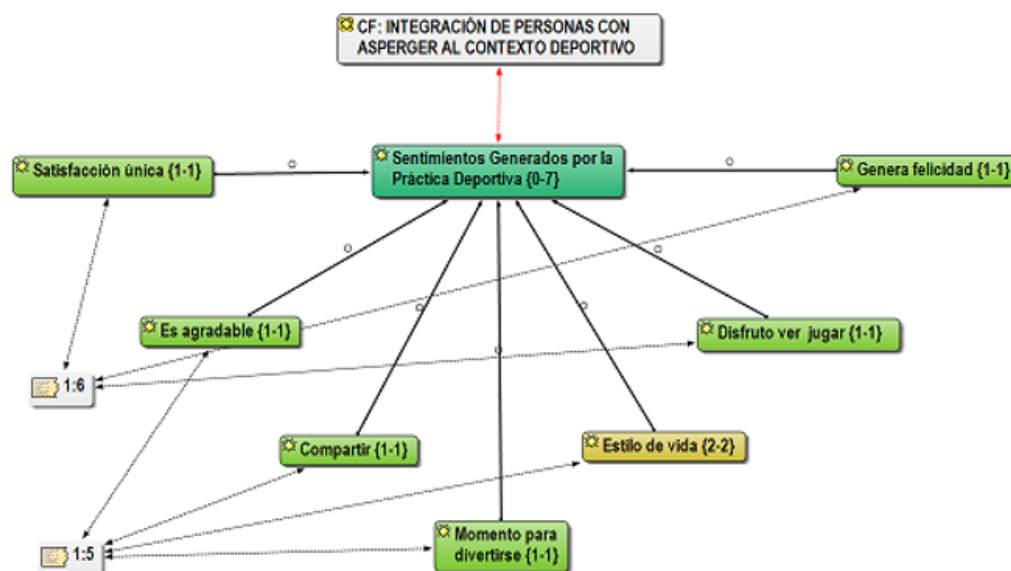 CF: INTEGRACIÓN DE PERSONAS CON
ASPERGER AL CONTEXTO DEPORTIVO
Satisfacción única {1-1}
Sentimientos Generados por la
Práctica Deportiva {0-7}
Genera felicidad {1-1}
Es agradable {1-1}
Disfruto ver jugar {1-1}
1:6
Compartir {1-1}
Estilo de vida {2-2}
Momento para
divertirse {1-1}
1:5